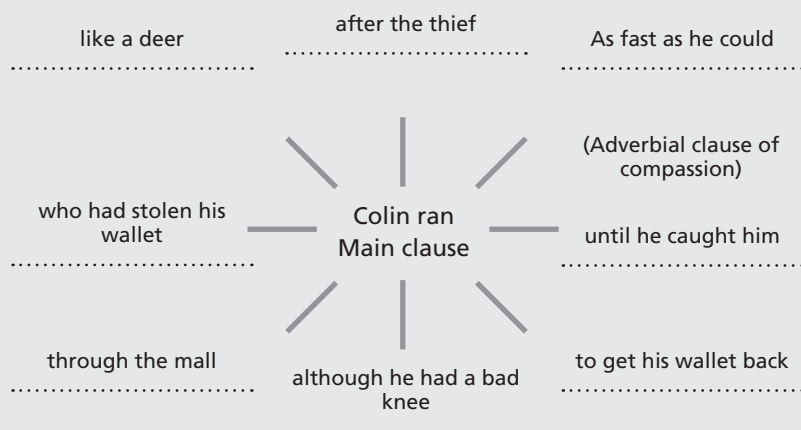 like a deer
after the thief
As fast as he could
(Adverbial clause of
compassion)
who had stolen his
wallet
Colin ran
Main clause
until he caught him
through the mall
although he had a bad
knee
to get his wallet back